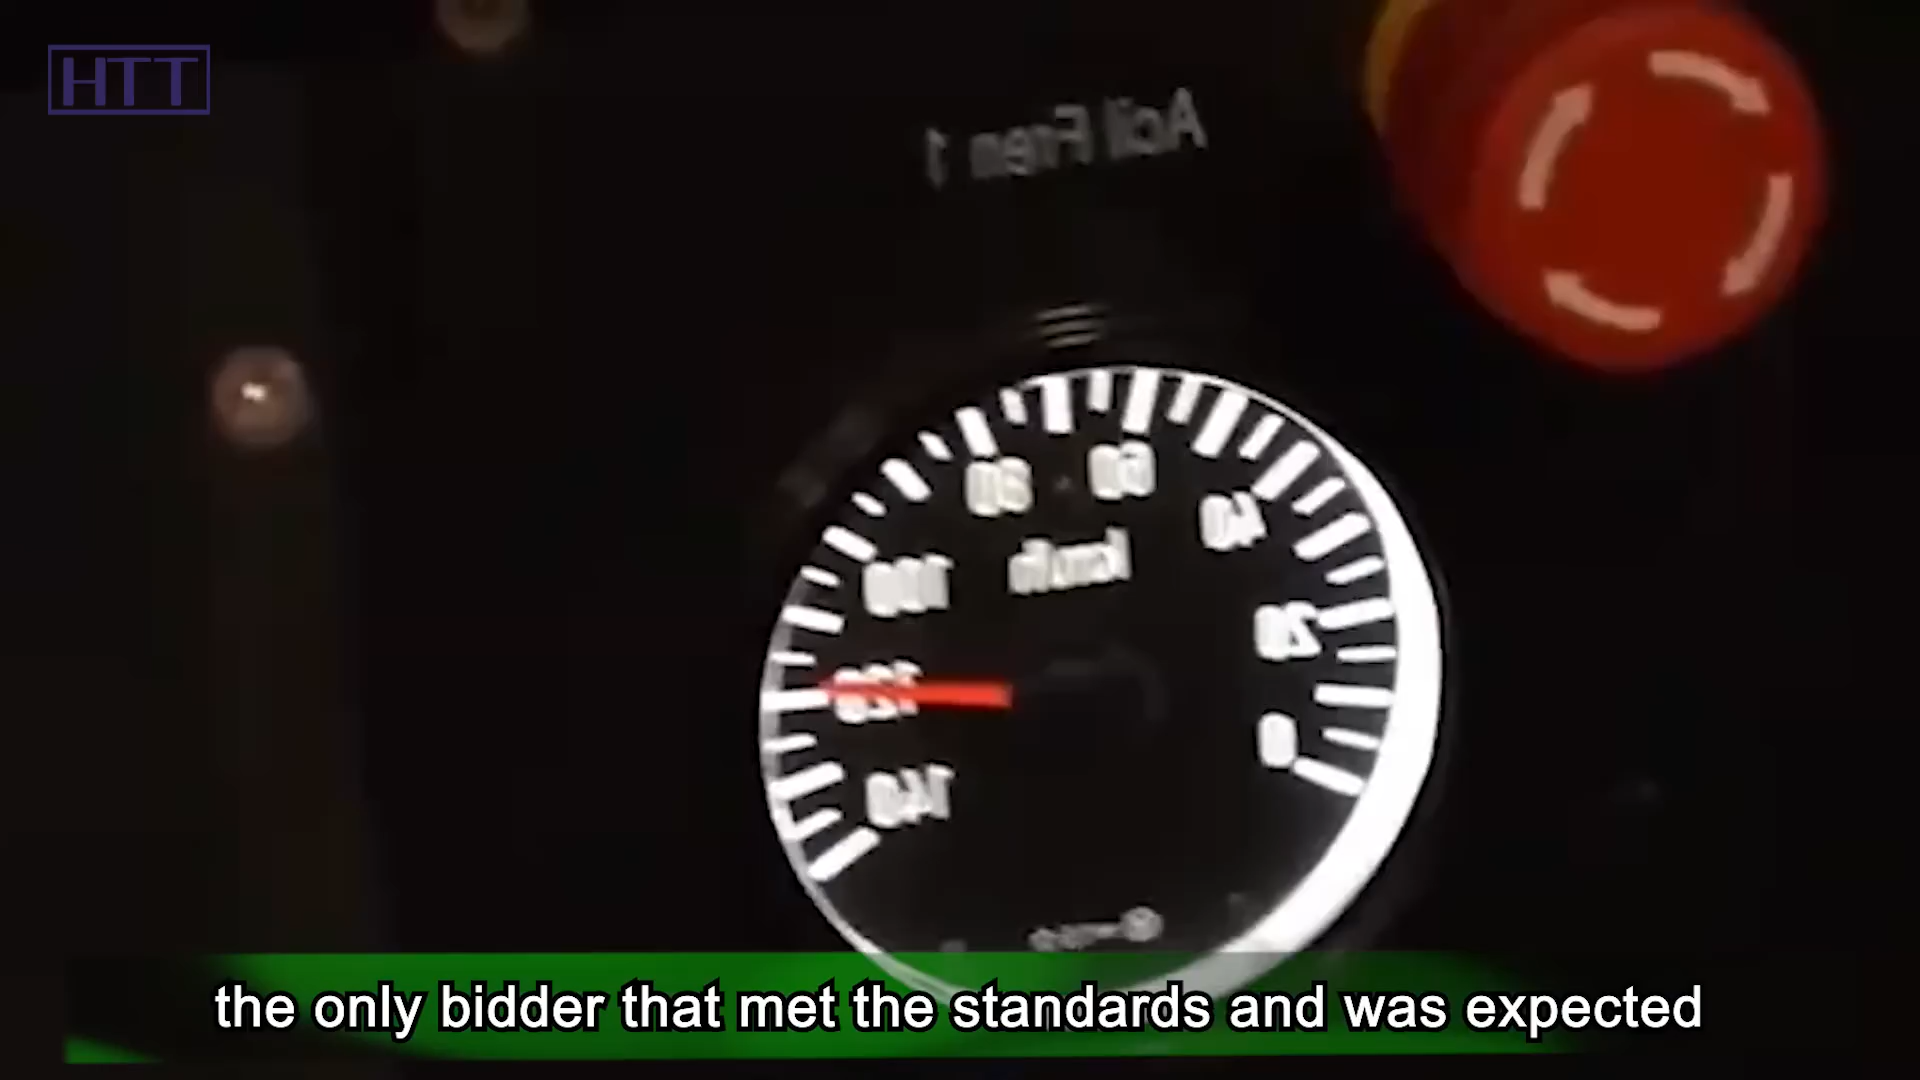 HTT
Acil Fren 1
80 60
40
km/h
100
20
120
0
140
the only bidder that met the standards and was expected